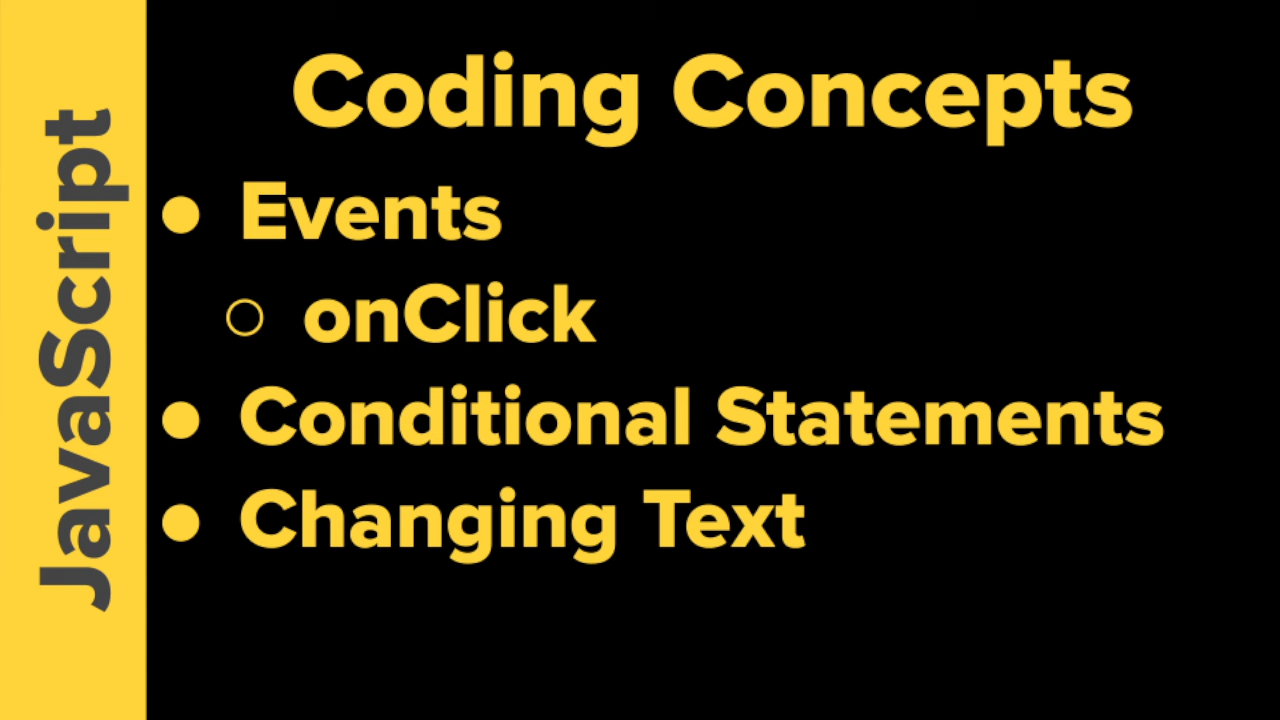 JavaScript
Coding Concepts
● Events
○ onClick
● Conditional Statements
● Changing Text